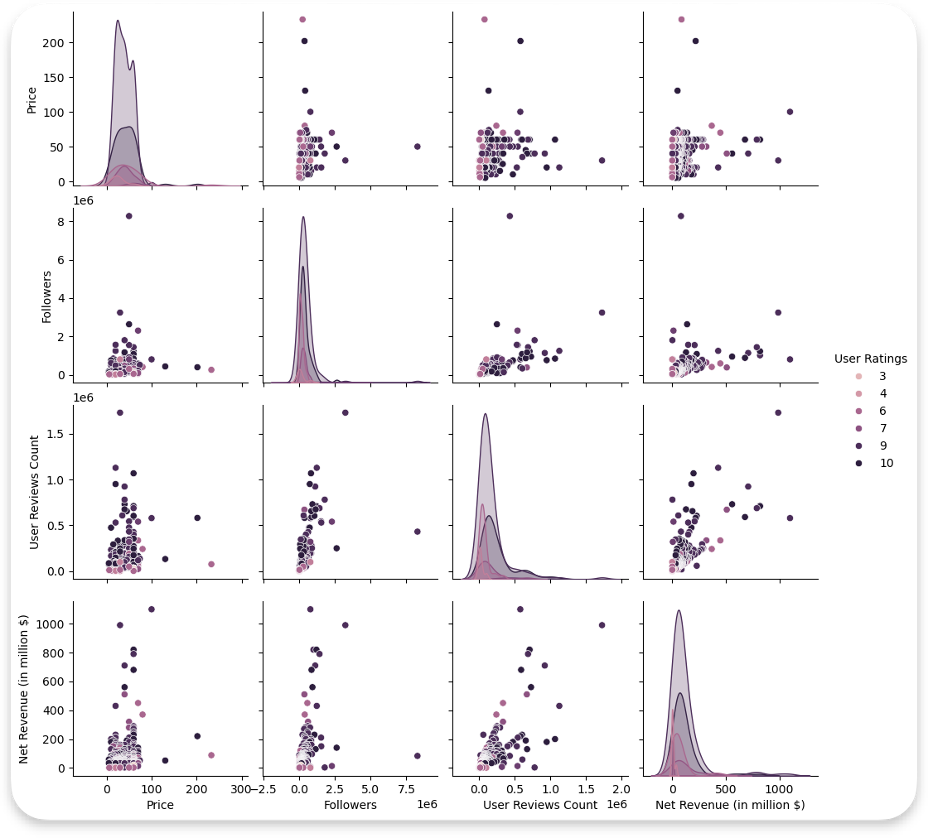 200
150
100
50
0
Price
1e6
8
6
4
2
0
Followers
1e6
1.5
1.0
0.5
0.0
User Reviews Count
1000
800
600
400
200
0
Net Revenue (in million $)
0 100 200 300
Price
−2.5 0.0 2.5 5.0 7.5
1e6
Followers
0.0 0.5 1.0 1.5 2.0
1e6
User Reviews Count
0 500 1000
Net Revenue (in million $)
User Ratings
3
4
6
7
9
10